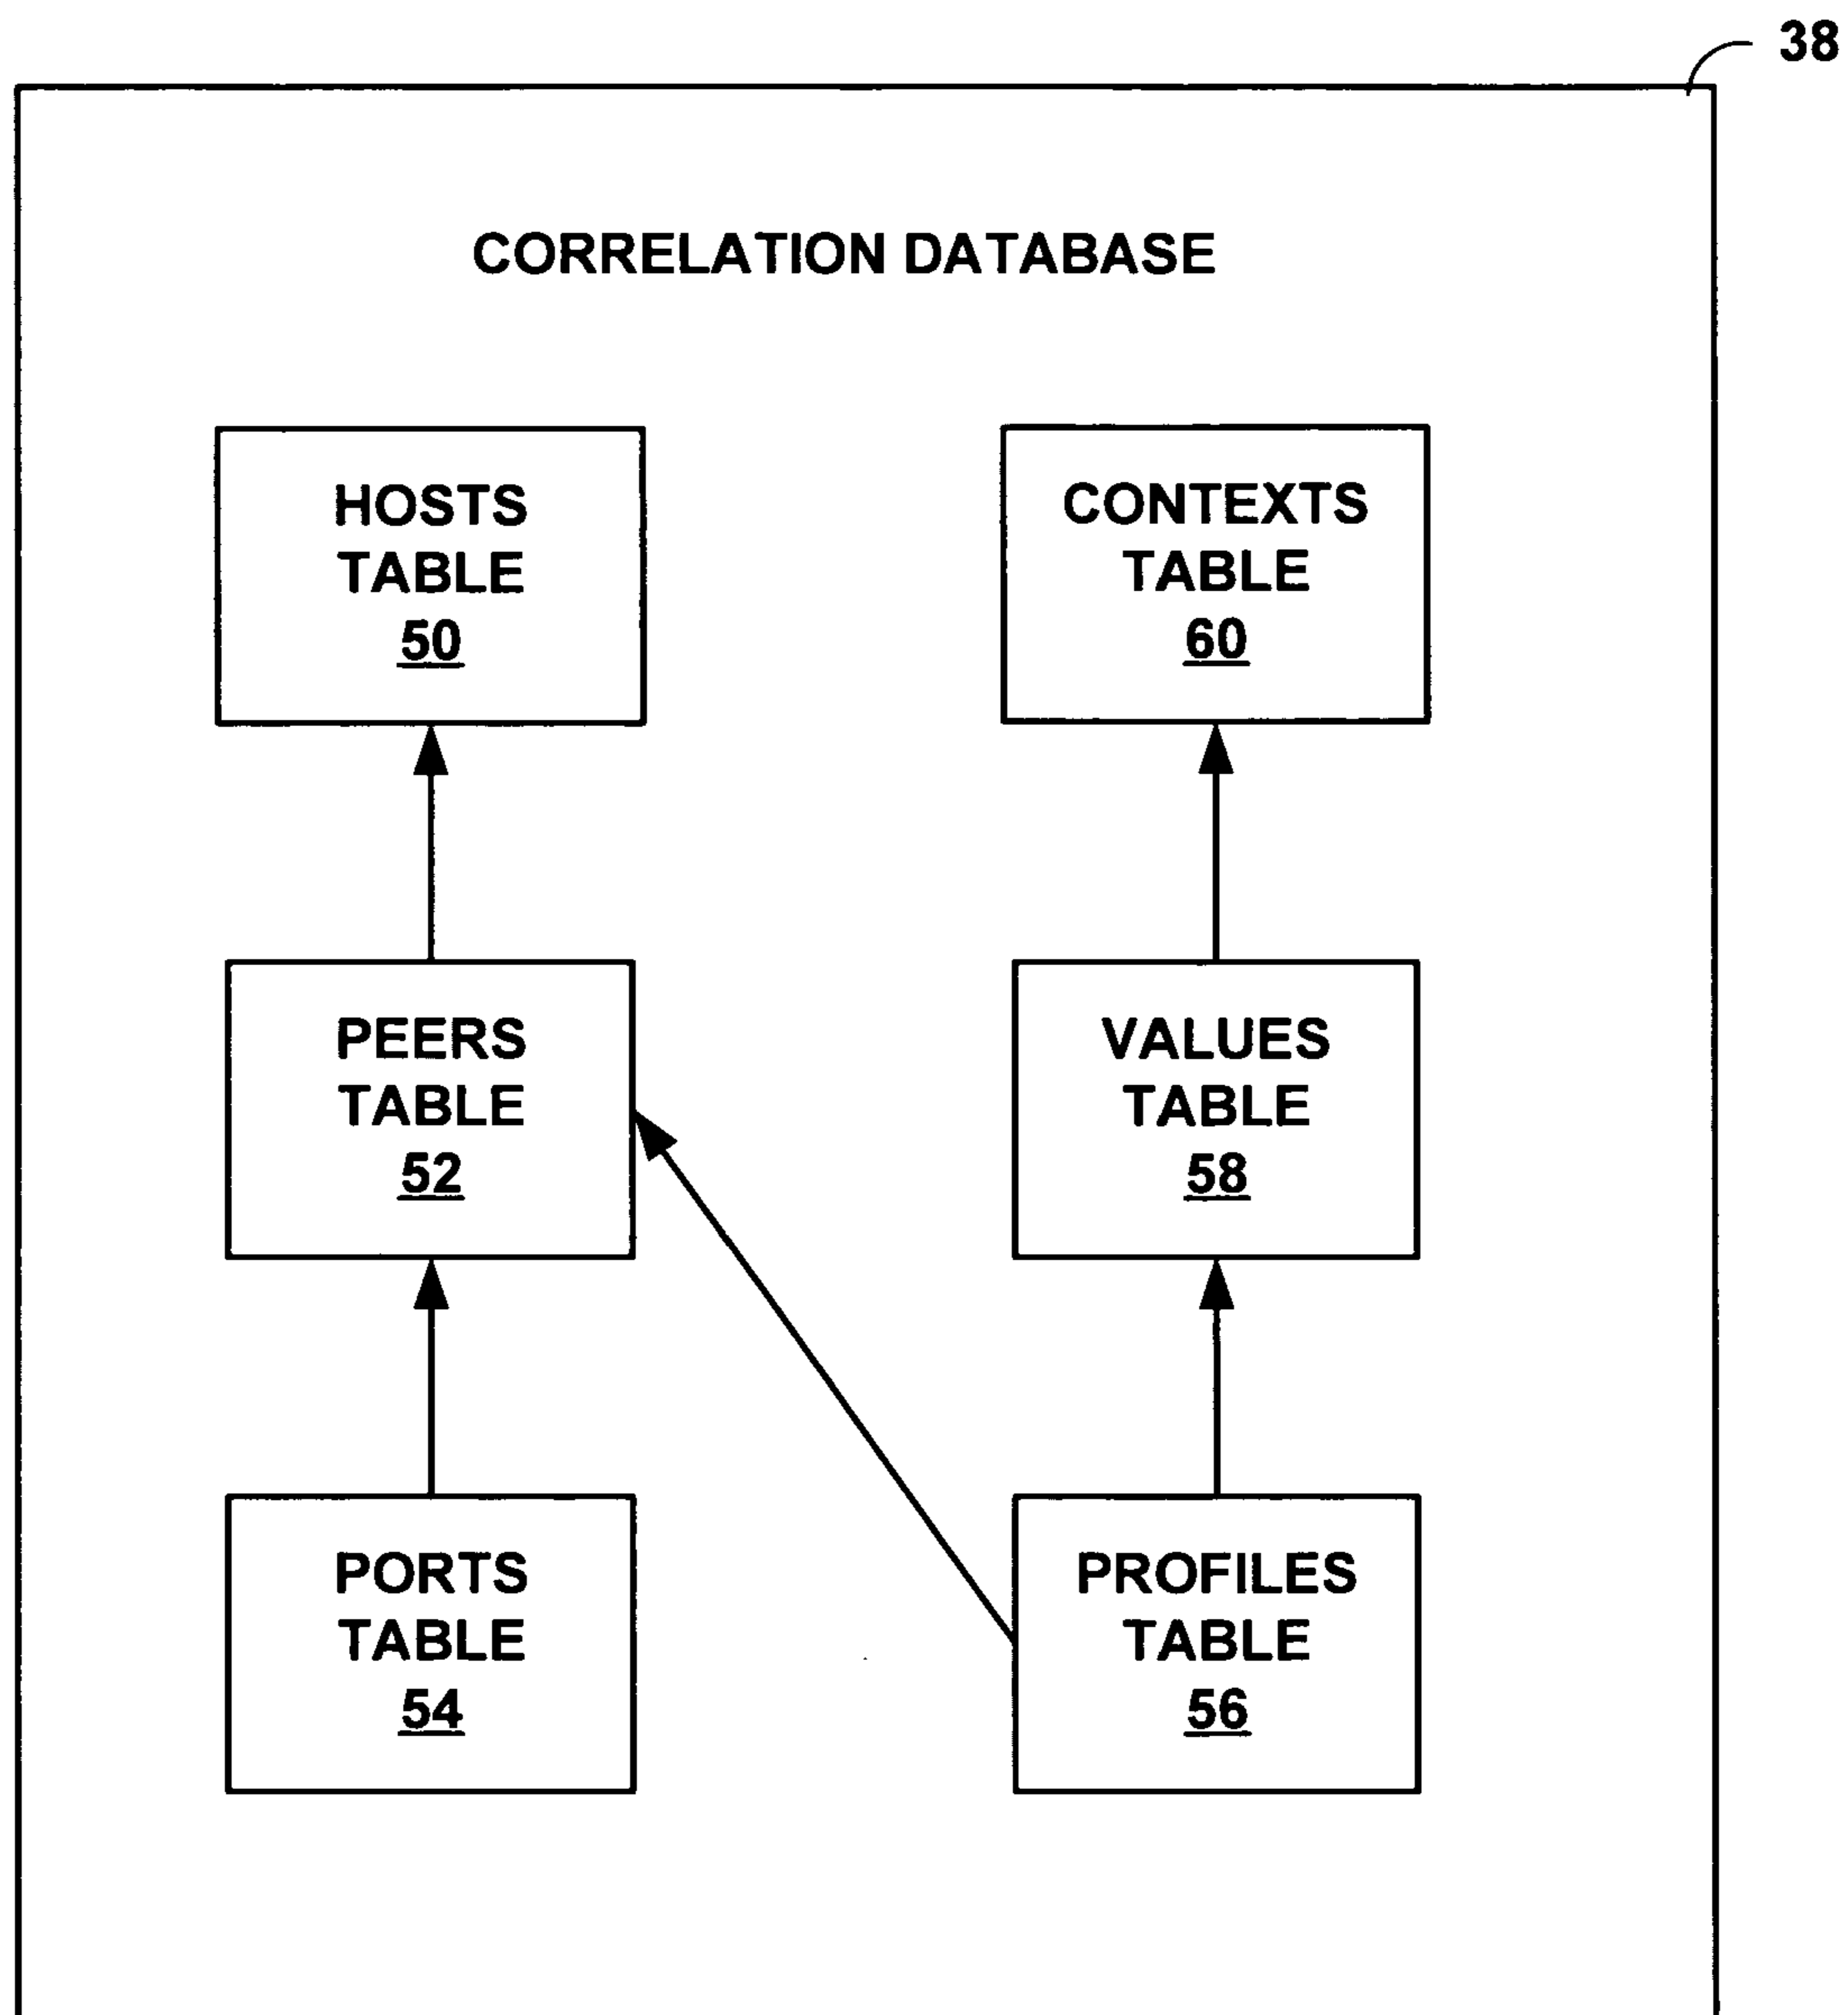 38
CORRELATION DATABASE
HOSTS
TABLE
50
CONTEXTS
TABLE
60
PEERS
TABLE
52
VALUES
TABLE
58
PORTS
TABLE
54
PROFILES
TABLE
56